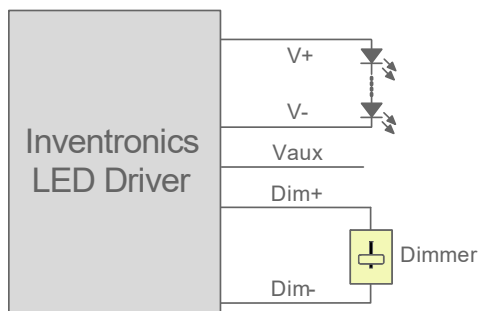 Inventronics
LED Driver
V+
V-
Vaux
Dim+
Dimmer
Dim-